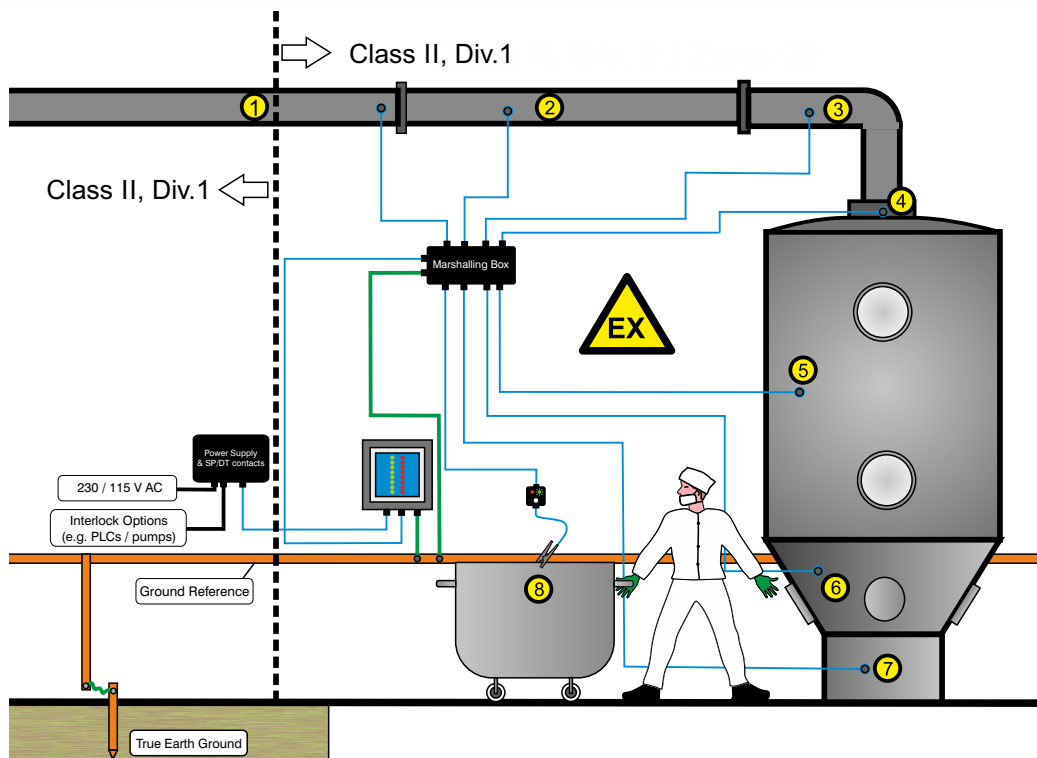 Class II, Div.1
1
2
3
Class II, Div.1
4
Marshalling Box
EX
5
Power Supply
& SP/DT contacts
230 / 115 V AC
Interlock Options
(e.g. PLCs / pumps)
Ground Reference
8
6
7
True Earth Ground